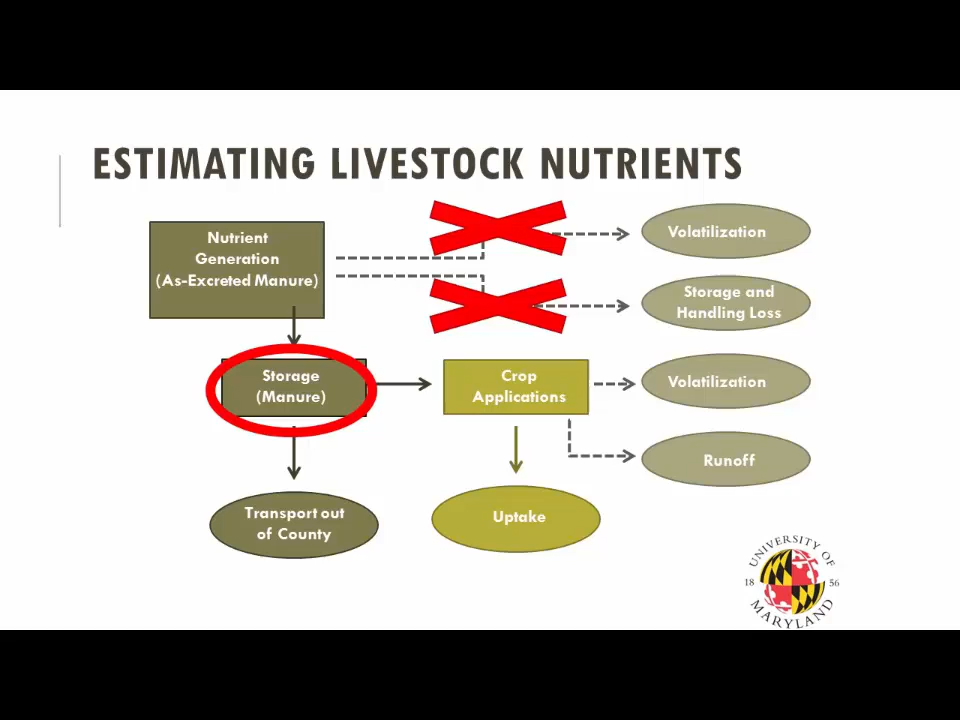 ESTIMATING LIVESTOCK NUTRIENTS
Nutrient
Generation
(As-Excreted Manure)
Volatilization
Storage and
Handling Loss
Storage
(Manure)
Crop
Applications
Volatilization
Runoff
Transport out
of County
Uptake
UNIVERSITY OF
18 56
MARYLAND